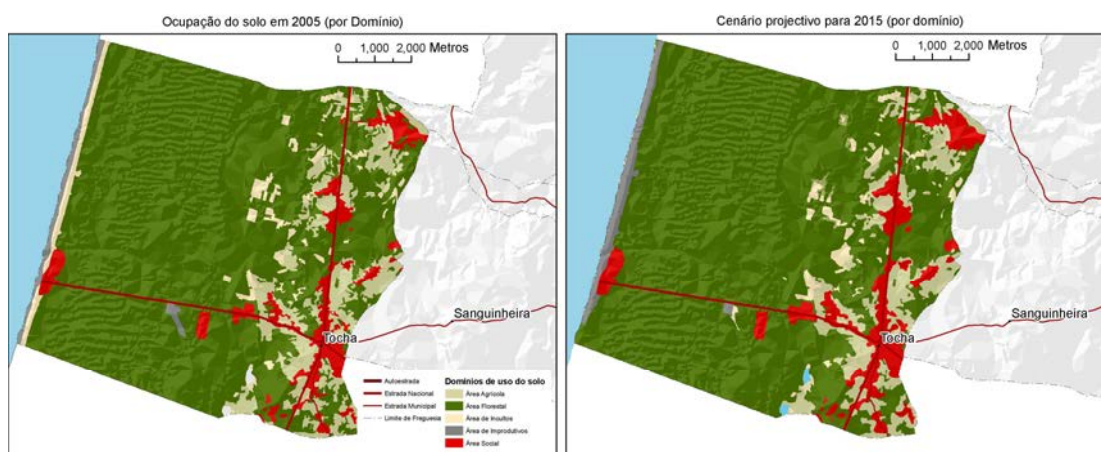 Ocupação do solo em 2005 (por Domínio)
0 1,000 2,000 Metros
Sanguinheira
Tocha
Autoestrada
Estrada Nacional
Estrada Municipal
Limite de Freguesia
Domínios de uso do solo
Área Agrícola
Área Florestal
Área de Incultos
Área de Improdutivos
Área Social
Cenário projectivo para 2015 (por domínio)
0 1,000 2,000 Metros
Sanguinheira
Tocha